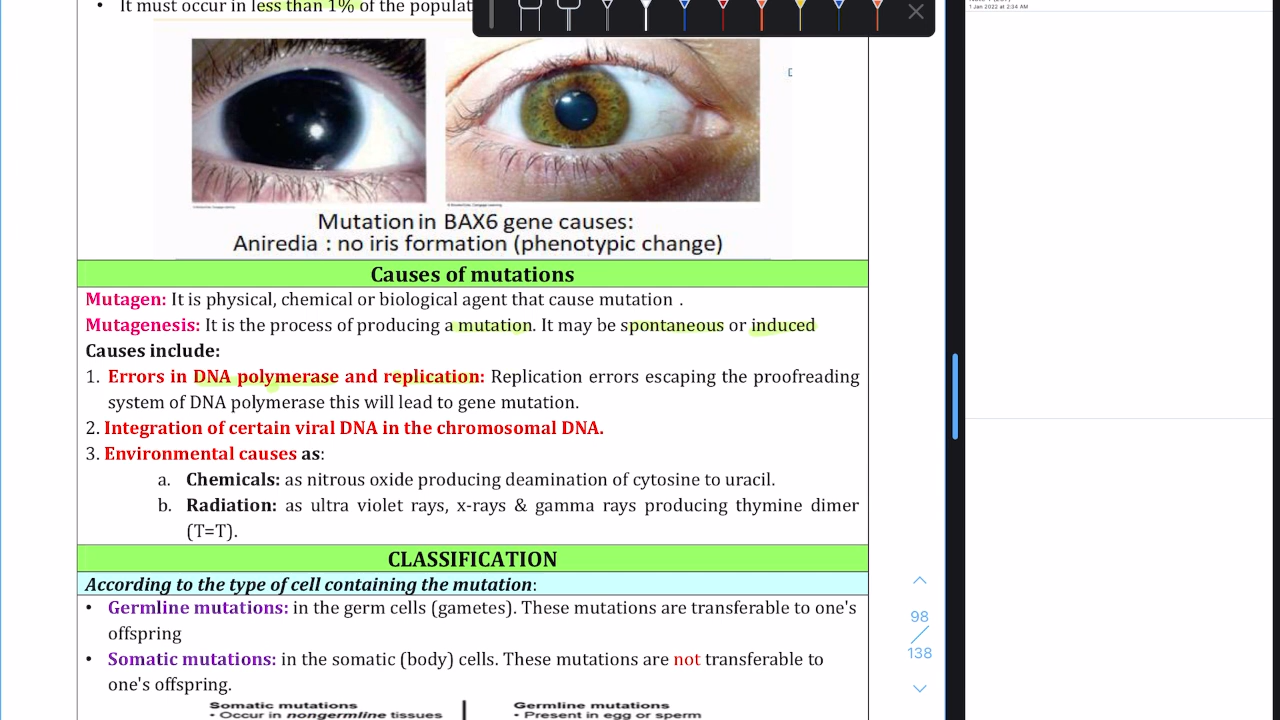 • It must occur in less than 1% of the populat
1 Jan 2022 at 2:34 AM
Mutation in BAX6 gene causes:
Aniredia : no iris formation (phenotypic change)
Causes of mutations
Mutagen: It is physical, chemical or biological agent that cause mutation .
Mutagenesis: It is the process of producing a mutation. It may be spontaneous or induced
Causes include:
1. Errors in DNA polymerase and replication: Replication errors escaping the proofreading
system of DNA polymerase this will lead to gene mutation.
2. Integration of certain viral DNA in the chromosomal DNA.
3. Environmental causes as:
a. Chemicals: as nitrous oxide producing deamination of cytosine to uracil.
b. Radiation: as ultra violet rays, x-rays & gamma rays producing thymine dimer
(T=T).
CLASSIFICATION
According to the type of cell containing the mutation:
• Germline mutations: in the germ cells (gametes). These mutations are transferable to one's
offspring
• Somatic mutations: in the somatic (body) cells. These mutations are not transferable to
one's offspring.
98
138
Somatic mutations
• Occur in nongermline tissues
Germline mutations
• Present in egg or sperm